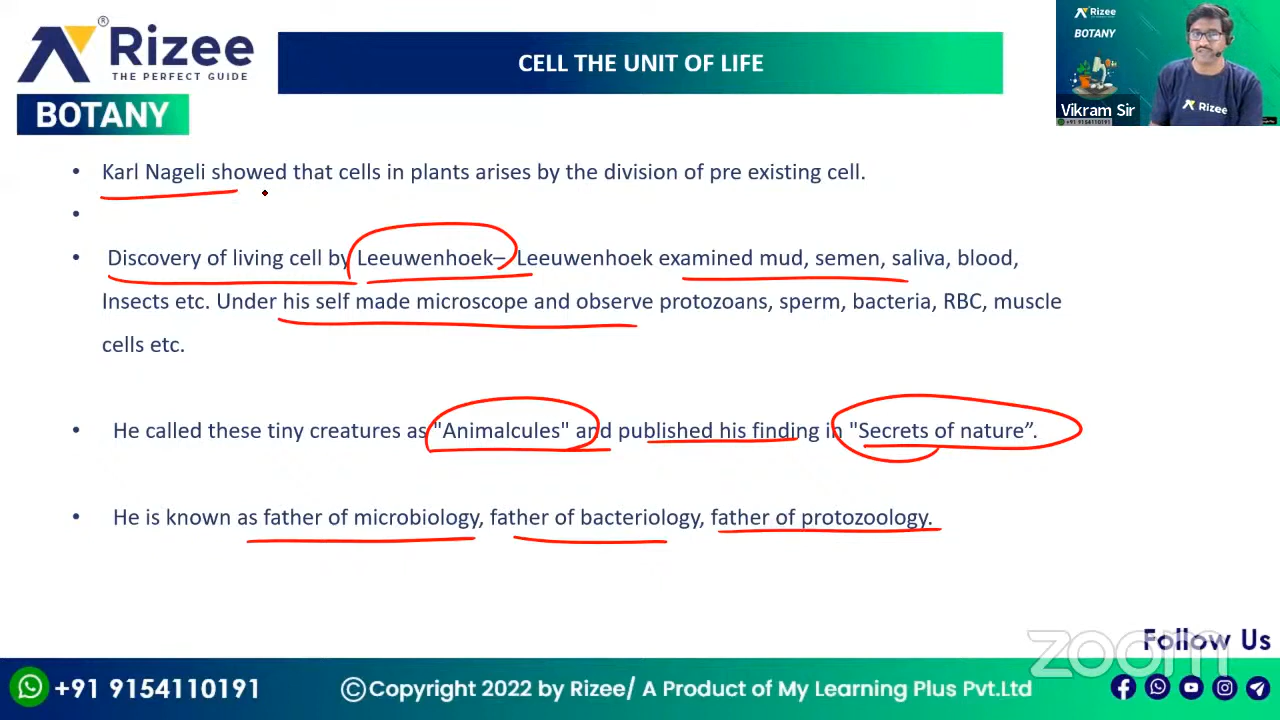 Rizee®
THE PERFECT GUIDE
BOTANY
CELL THE UNIT OF LIFE
Rizee
BOTANY
Rizee
Vikram Sir
+91 9154110191
• Karl Nageli showed that cells in plants arises by the division of pre existing cell.
•
• Discovery of living cell by Leeuwenhoek– Leeuwenhoek examined mud, semen, saliva, blood,
Insects etc. Under his self made microscope and observe protozoans, sperm, bacteria, RBC, muscle
cells etc.
• He called these tiny creatures as "Animalcules" and published his finding in "Secrets of nature”.
• He is known as father of microbiology, father of bacteriology, father of protozoology.
Follow Us
zoom
+91 9154110191
©Copyright 2022 by Rizee/ A Product of My Learning Plus Pvt.Ltd